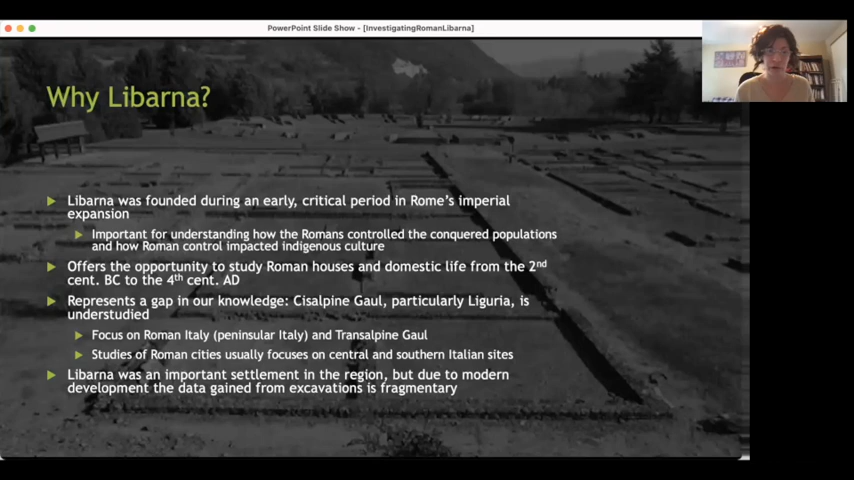 PowerPoint Slide Show - [InvestigatingRomanLibarna]
Why Libarna?
Libarna was founded during an early, critical period in Rome's imperial
expansion
Important for understanding how the Romans controlled the conquered populations
and how Roman control impacted indigenous culture
Offers the opportunity to study Roman houses and domestic life from the 2nd
cent. BC to the 4th cent. AD
Represents a gap in our knowledge: Cisalpine Gaul, particularly Liguria, is
understudied
Focus on Roman Italy (peninsular Italy) and Transalpine Gaul
Studies of Roman cities usually focuses on central and southern Italian sites
Libarna was an important settlement in the region, but due to modern
development the data gained from excavations is fragmentary